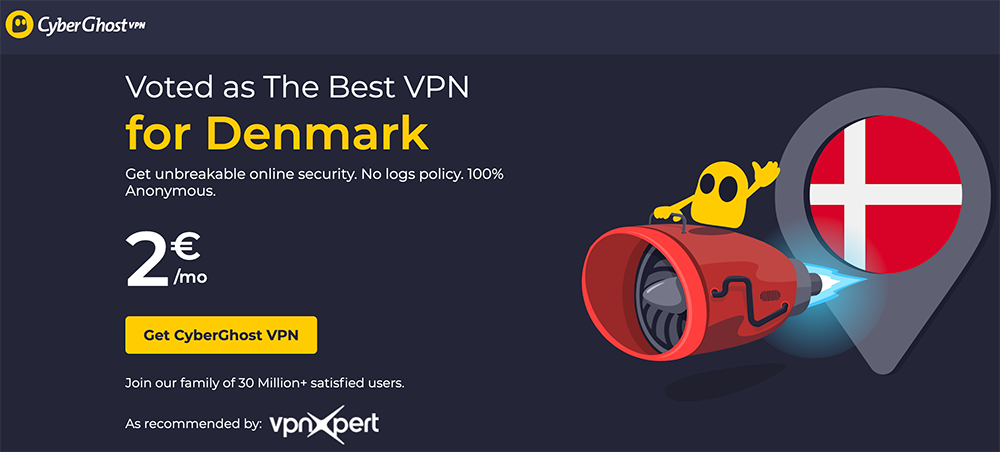 CyberGhost VPN
Voted as The Best VPN
for Denmark
Get unbreakable online security. No logs policy. 100%
Anonymous.
2€
/mo
Get CyberGhost VPN
Join our family of 30 Million+ satisfied users.
As recommended by: vpnXpert